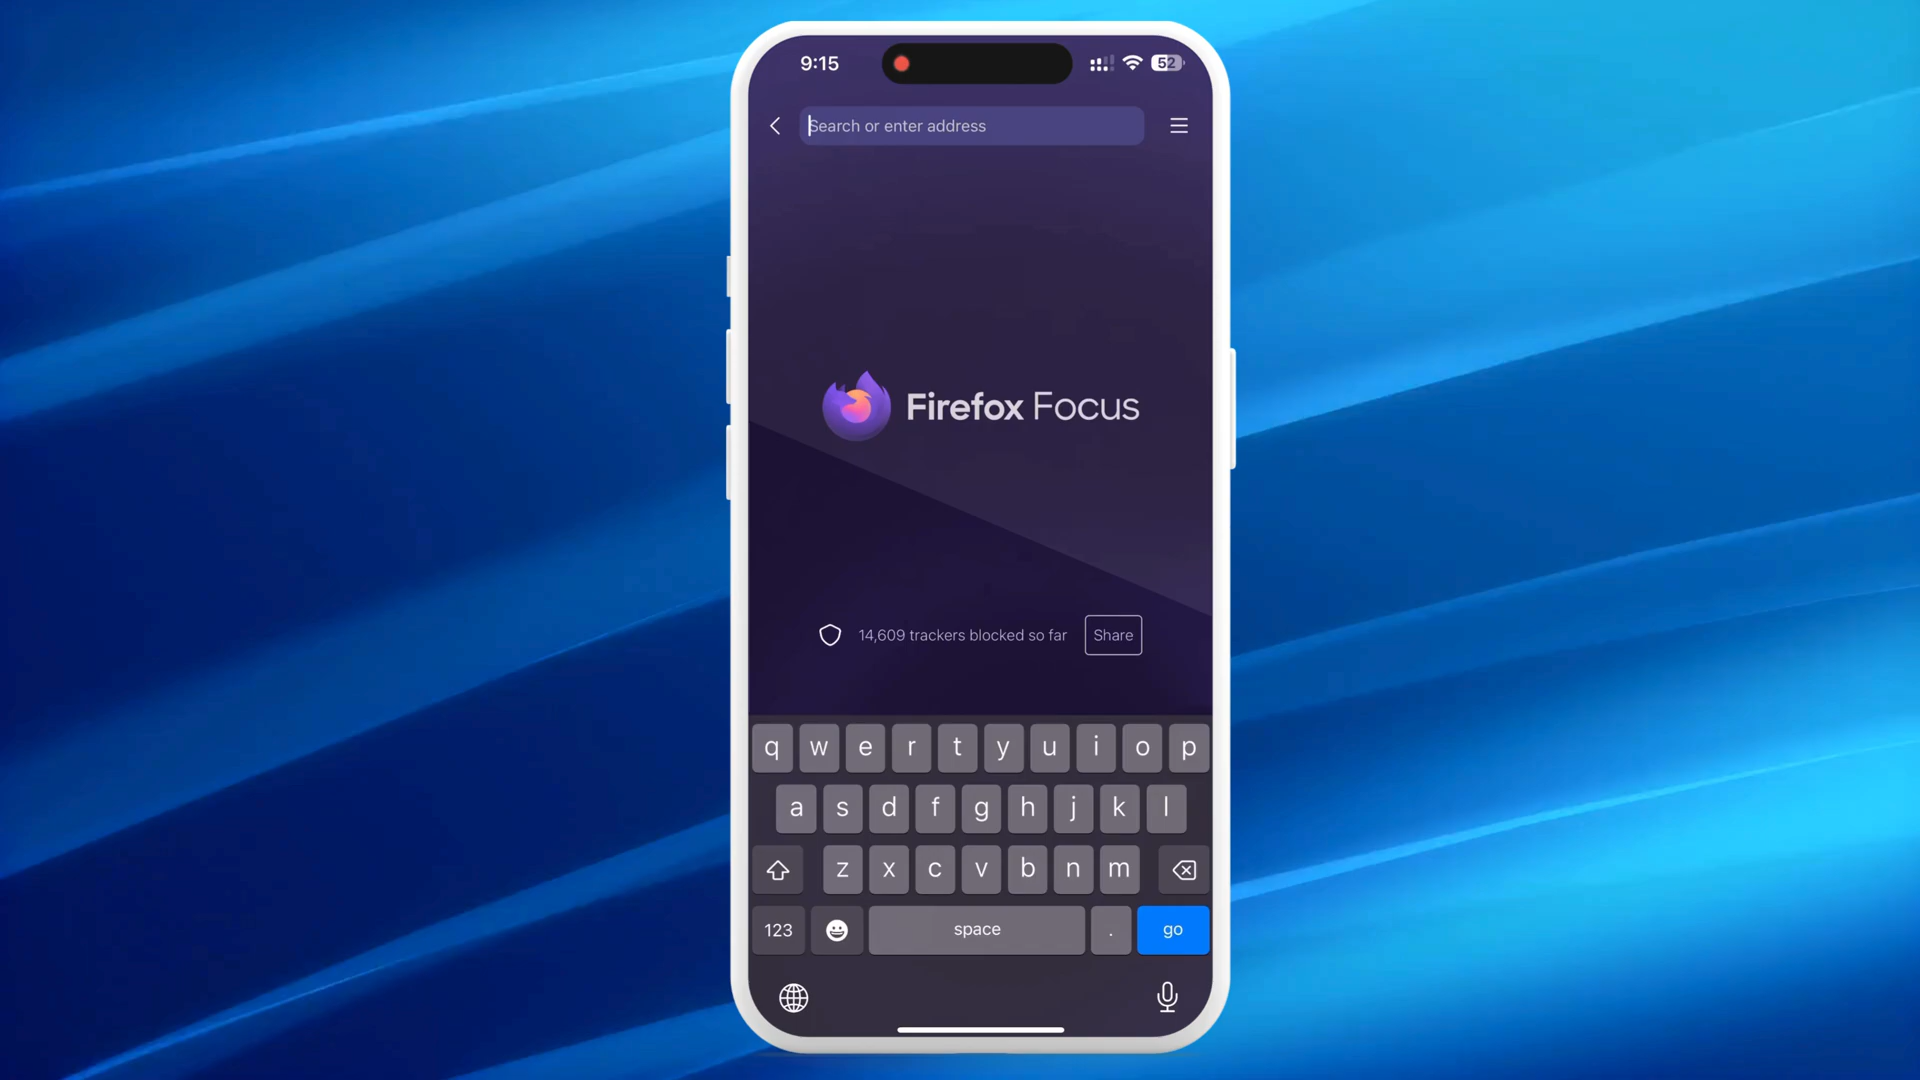 9:15
52
Search or enter address
Firefox Focus
14,609 trackers blocked so far Share
q w e r t y u i o p
a s d f g h j k l
z x c v b n m
123 space . go